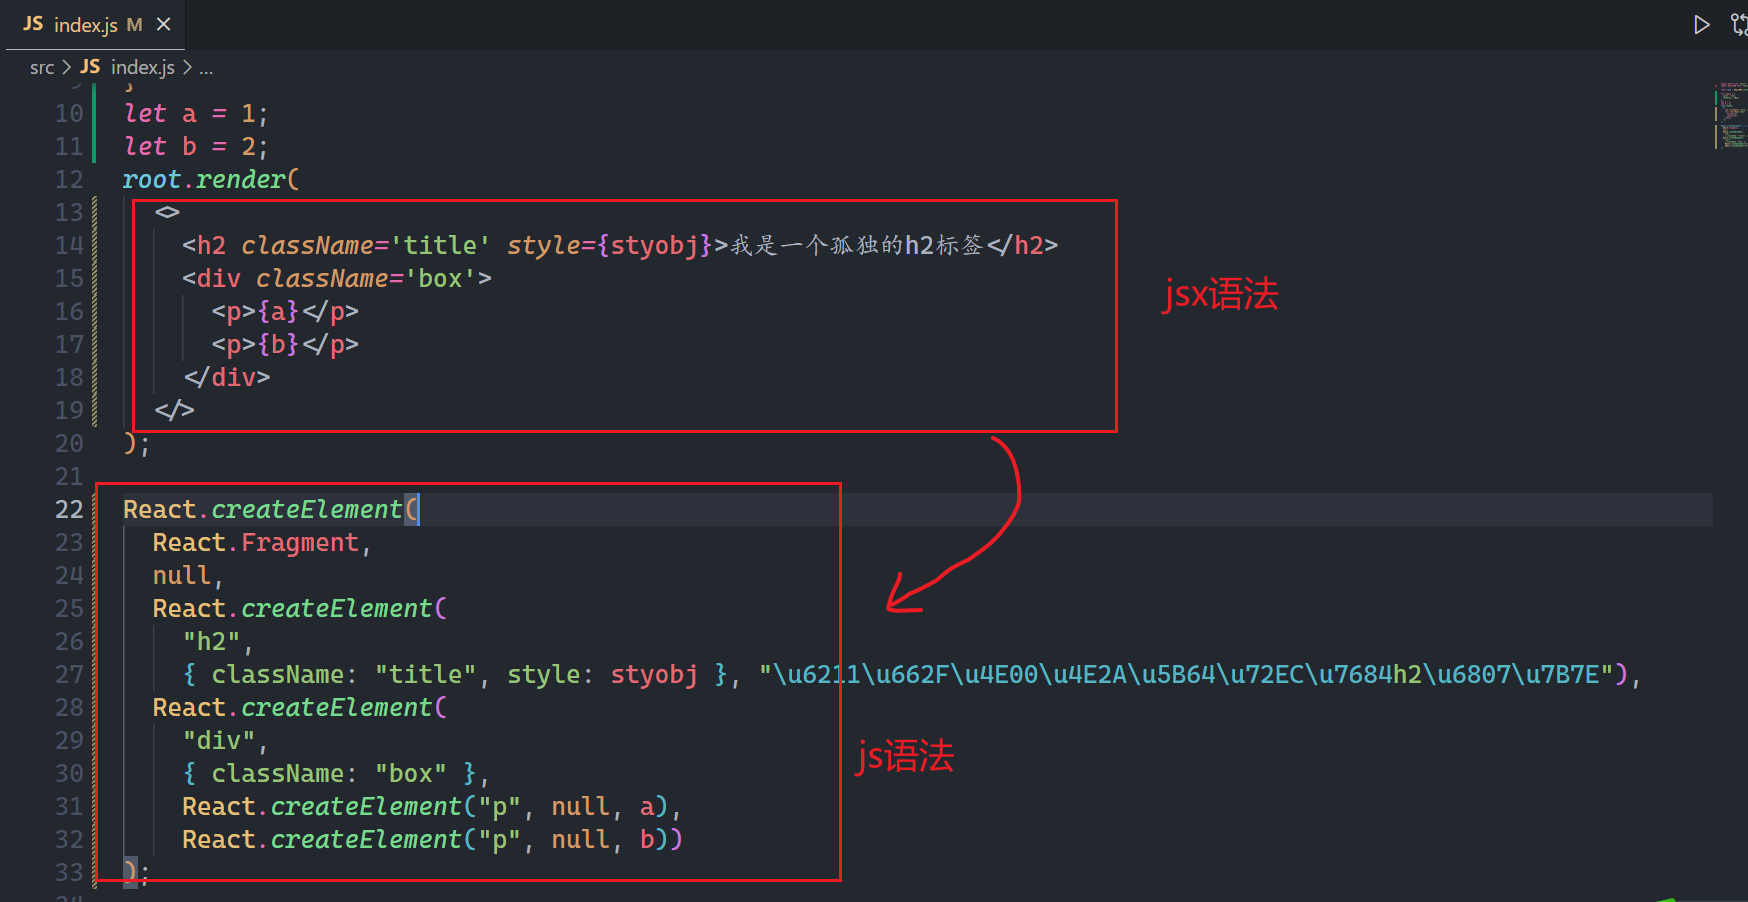 JS index.js M
src > JS index.js > ...
10 let a = 1;
11 let b = 2;
12 root.render(
13 <>
14 <h2 className='title' style={styobj}>我是一个孤独的h2标签</h2>
15 <div className='box'>
16 <p>{a}</p>
17 <p>{b}</p>
18 </div>
19 </>
20 );
jsx语法
21
22 React.createElement(
23 React.Fragment,
24 null,
25 React.createElement(
26 "h2",
27 { className: "title", style: styobj }, "\u6211\u662F\u4E00\u4E2A\u5B64\u72EC\u7684h2\u6807\u7B7E"),
28 React.createElement(
29 "div",
30 { className: "box" },
31 React.createElement("p", null, a),
32 React.createElement("p", null, b))
33 );
js语法